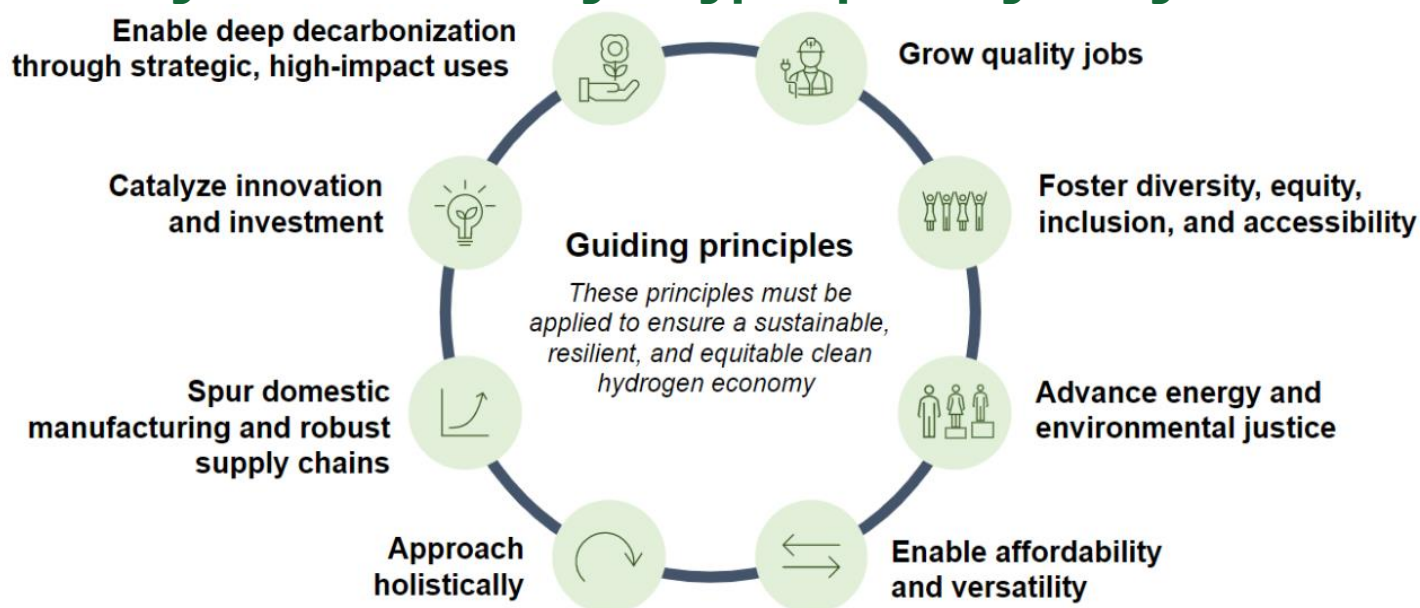 Enable deep decarbonization
through strategic, high-impact uses
Grow quality jobs
Catalyze innovation
and investment
Foster diversity, equity,
inclusion, and accessibility
Guiding principles
These principles must be
applied to ensure a sustainable,
resilient, and equitable clean
hydrogen economy
Spur domestic
manufacturing and robust
supply chains
Advance energy and
environmental justice
Approach
holistically
Enable affordability
and versatility